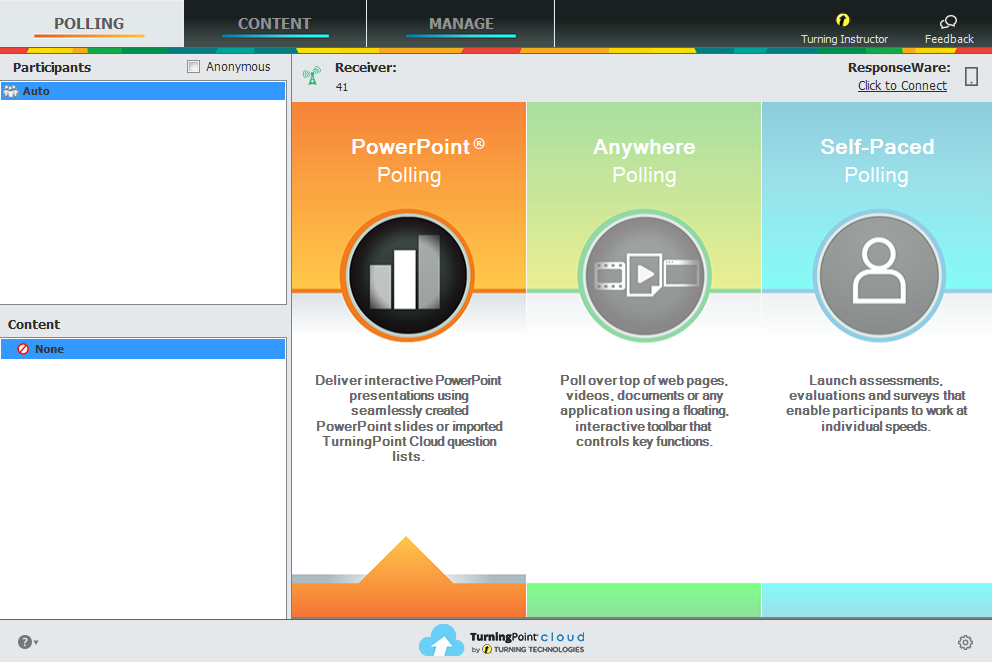 POLLING
CONTENT
MANAGE
Turning Instructor
Feedback
Participants
Anonymous
Auto
Content
None
Receiver:
41
ResponseWare:
Click to Connect
PowerPoint®
Polling
Deliver interactive PowerPoint
presentations using
seamlessly created
PowerPoint slides or imported
TurningPoint Cloud question
lists.
Anywhere
Polling
Poll over top of web pages,
videos, documents or any
application using a floating,
interactive toolbar that
controls key functions.
Self-Paced
Polling
Launch assessments,
evaluations and surveys that
enable participants to work at
individual speeds.
?
TurningPoint cloud
by TURNING TECHNOLOGIES